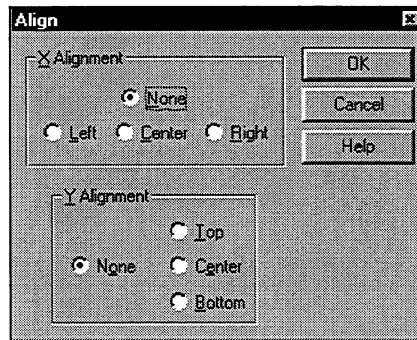 Align
X Alignment
None
Left Center Right
OK
Cancel
Help
Y Alignment
Top
None Center
Bottom